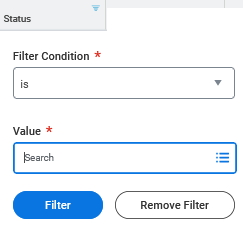 Status
Filter Condition *
is
Value *
Search
Filter
Remove Filter